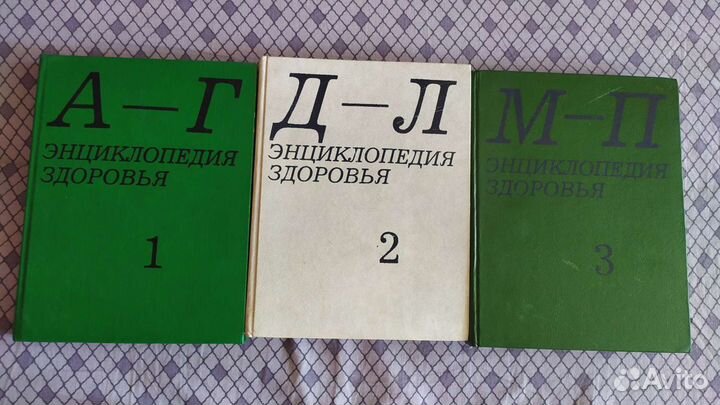 А—Г
ЭНЦИКЛОПЕДИЯ
ЗДОРОВЬЯ
1
Д—Л
ЭНЦИКЛОПЕДИЯ
ЗДОРОВЬЯ
2
М—П
ЭНЦИКЛОПЕДИЯ
ЗДОРОВЬЯ
3
Avito